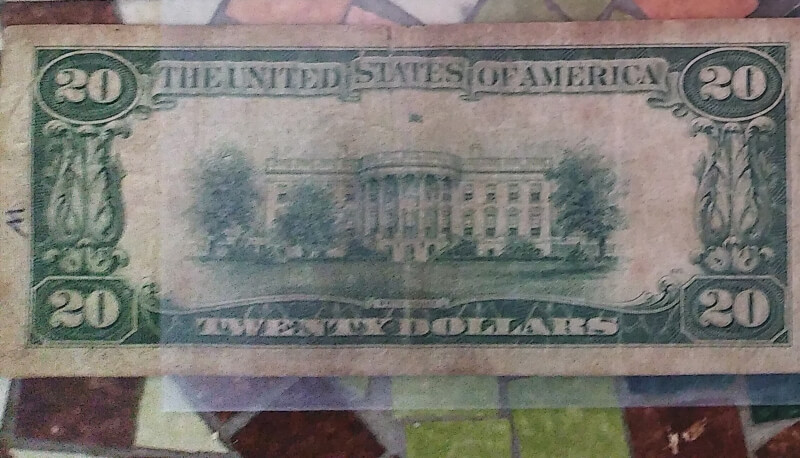 20 THE UNITED STATES OF AMERICA 20
20 TWENTY DOLLARS 20